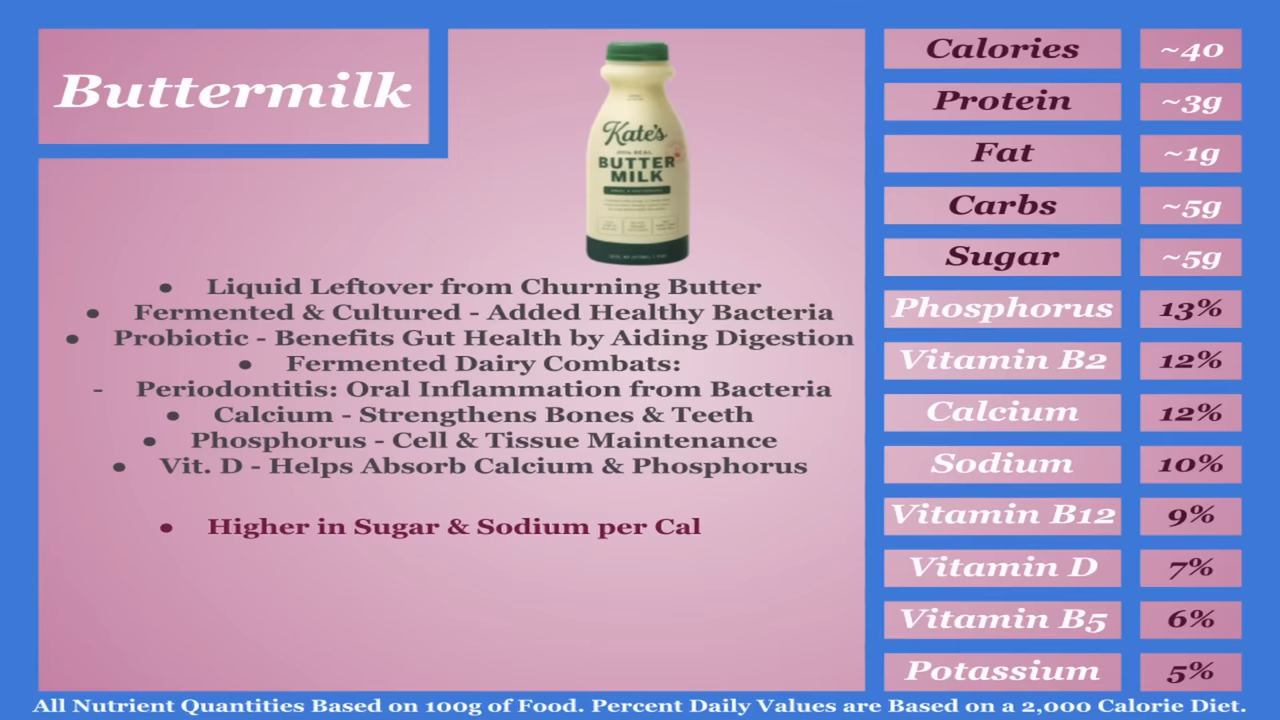 Buttermilk
Kate's
100% REAL
BUTTER
MILK
● Liquid Leftover from Churning Butter
● Fermented & Cultured - Added Healthy Bacteria
● Probiotic - Benefits Gut Health by Aiding Digestion
● Fermented Dairy Combats:
- Periodontitis: Oral Inflammation from Bacteria
● Calcium - Strengthens Bones & Teeth
● Phosphorus - Cell & Tissue Maintenance
● Vit. D - Helps Absorb Calcium & Phosphorus
● Higher in Sugar & Sodium per Cal
Calories ~40
Protein ~3g
Fat ~1g
Carbs ~5g
Sugar ~5g
Phosphorus 13%
Vitamin B2 12%
Calcium 12%
Sodium 10%
Vitamin B12 9%
Vitamin D 7%
Vitamin B5 6%
Potassium 5%
All Nutrient Quantities Based on 100g of Food. Percent Daily Values are Based on a 2,000 Calorie Diet.